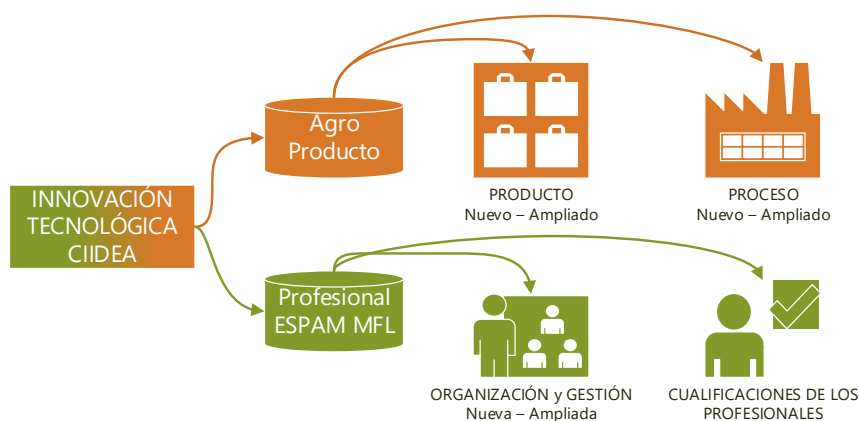 INNOVACIÓN
TECNOLÓGICA
CIIDEA
Agro
Producto
PRODUCTO
Nuevo – Ampliado
PROCESO
Nuevo – Ampliado
Profesional
ESPAM MFL
ORGANIZACIÓN y GESTIÓN
Nueva – Ampliada
CUALIFICACIONES DE LOS
PROFESIONALES